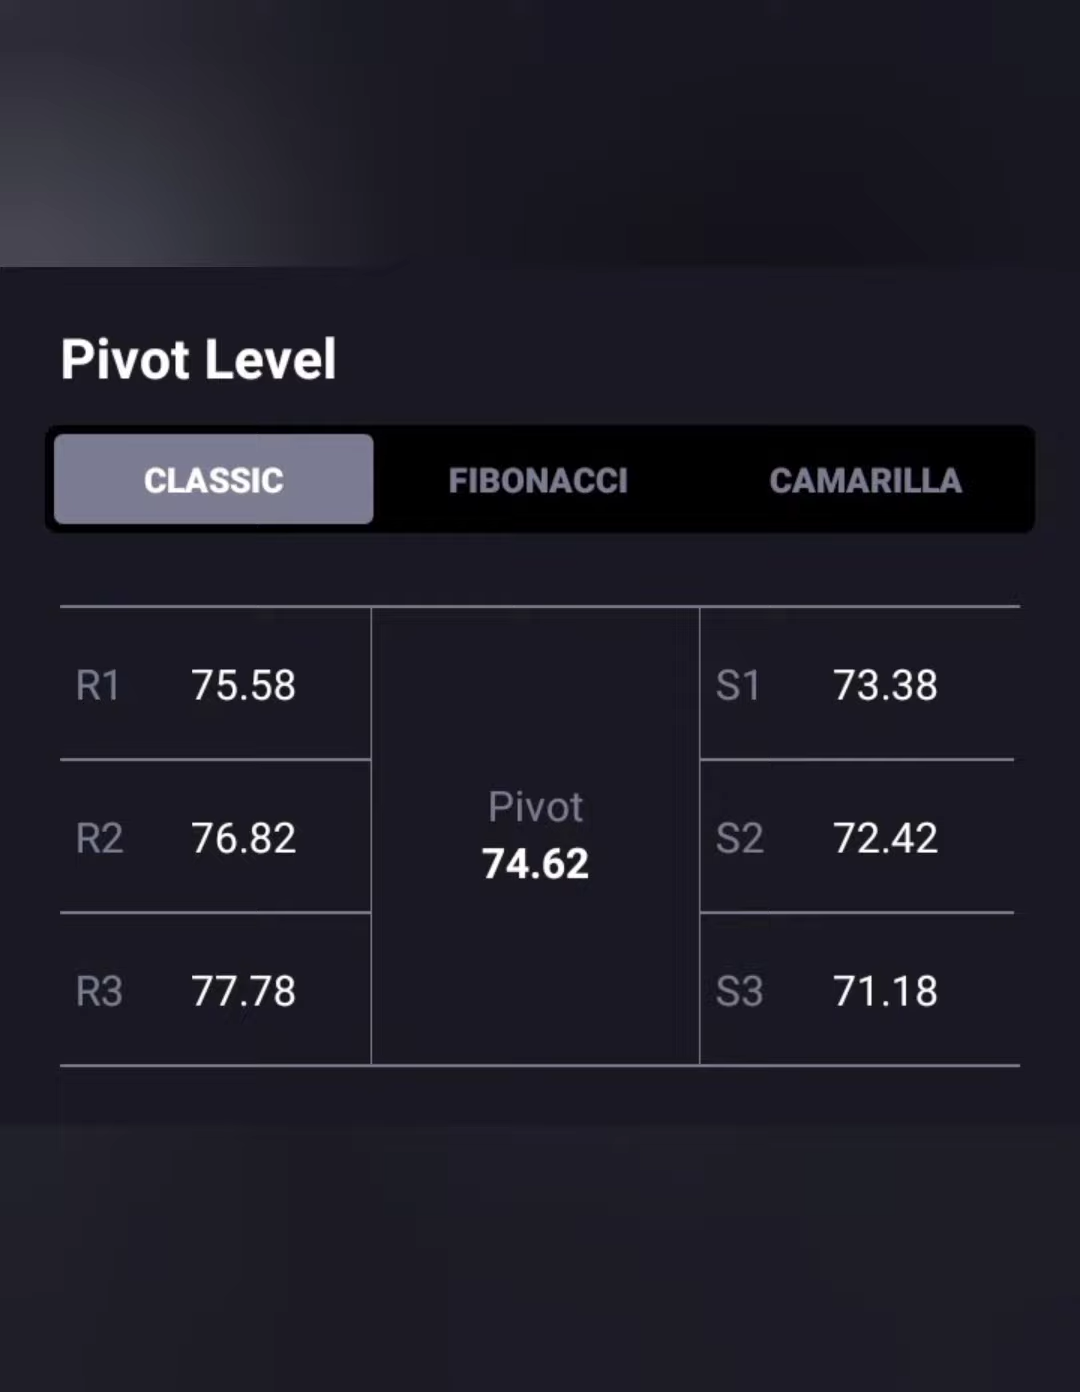 Pivot Level
CLASSIC FIBONACCI CAMARILLA
R1 75.58 S1 73.38
R2 76.82 Pivot 74.62 S2 72.42
R3 77.78 S3 71.18